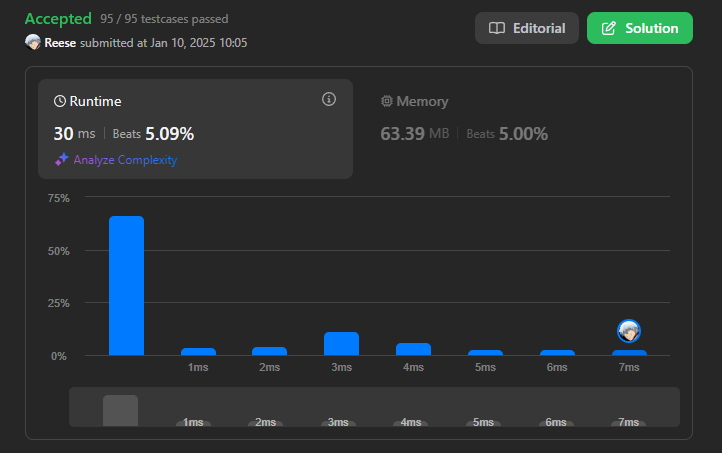 Accepted 95 / 95 testcases passed
Reese submitted at Jan 10, 2025 10:05
Editorial
Solution
Runtime
30 ms Beats 5.09%
Analyze Complexity
Memory
63.39 MB Beats 5.00%
75%
50%
25%
0%
1ms 2ms 3ms 4ms 5ms 6ms 7ms
1ms 2ms 3ms 4ms 5ms 6ms 7ms